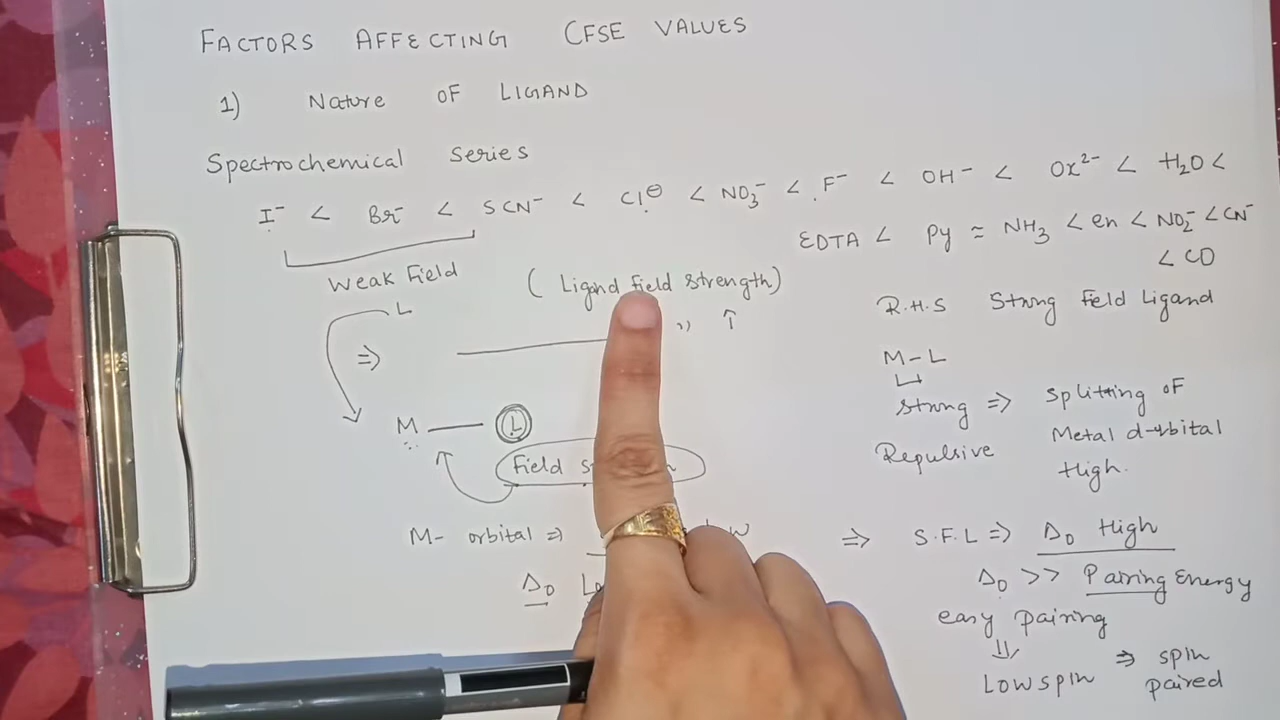 FACTORS AFFECTING CFSE VALUES
1) Nature OF LIGAND
Spectrochemical Series
I⁻ < Br⁻ < SCN⁻ < Cl⊖ < NO₃⁻ < F⁻ < OH⁻ < Ox²⁻ < H₂O <
EDTA < Py ≈ NH₃ < en < NO₂⁻ < CN⁻
< CO
Weak Field
L
( Ligand field strength)
〃 ↑
⇒
M — L
Field
M- orbital ⇒
Δ₀
R.H.S Strong Field Ligand
M-L
Strong ⇒ Splitting OF
Repulsive Metal d-orbital
High.
⇒ S.F.L ⇒ Δ₀ High
Δ₀ >> Pairing Energy
easy pairing
⇓
Low spin ⇒ spin
paired